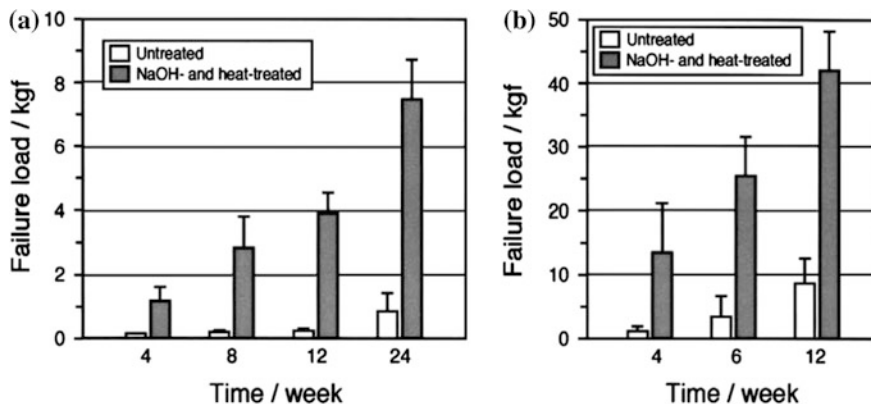 (a)
Failure load / kgf
10
8
6
4
2
0
Untreated
NaOH- and heat-treated
4 8 12 24
Time / week
(b)
Failure load / kgf
50
40
30
20
10
0
Untreated
NaOH- and heat-treated
4 6 12
Time / week